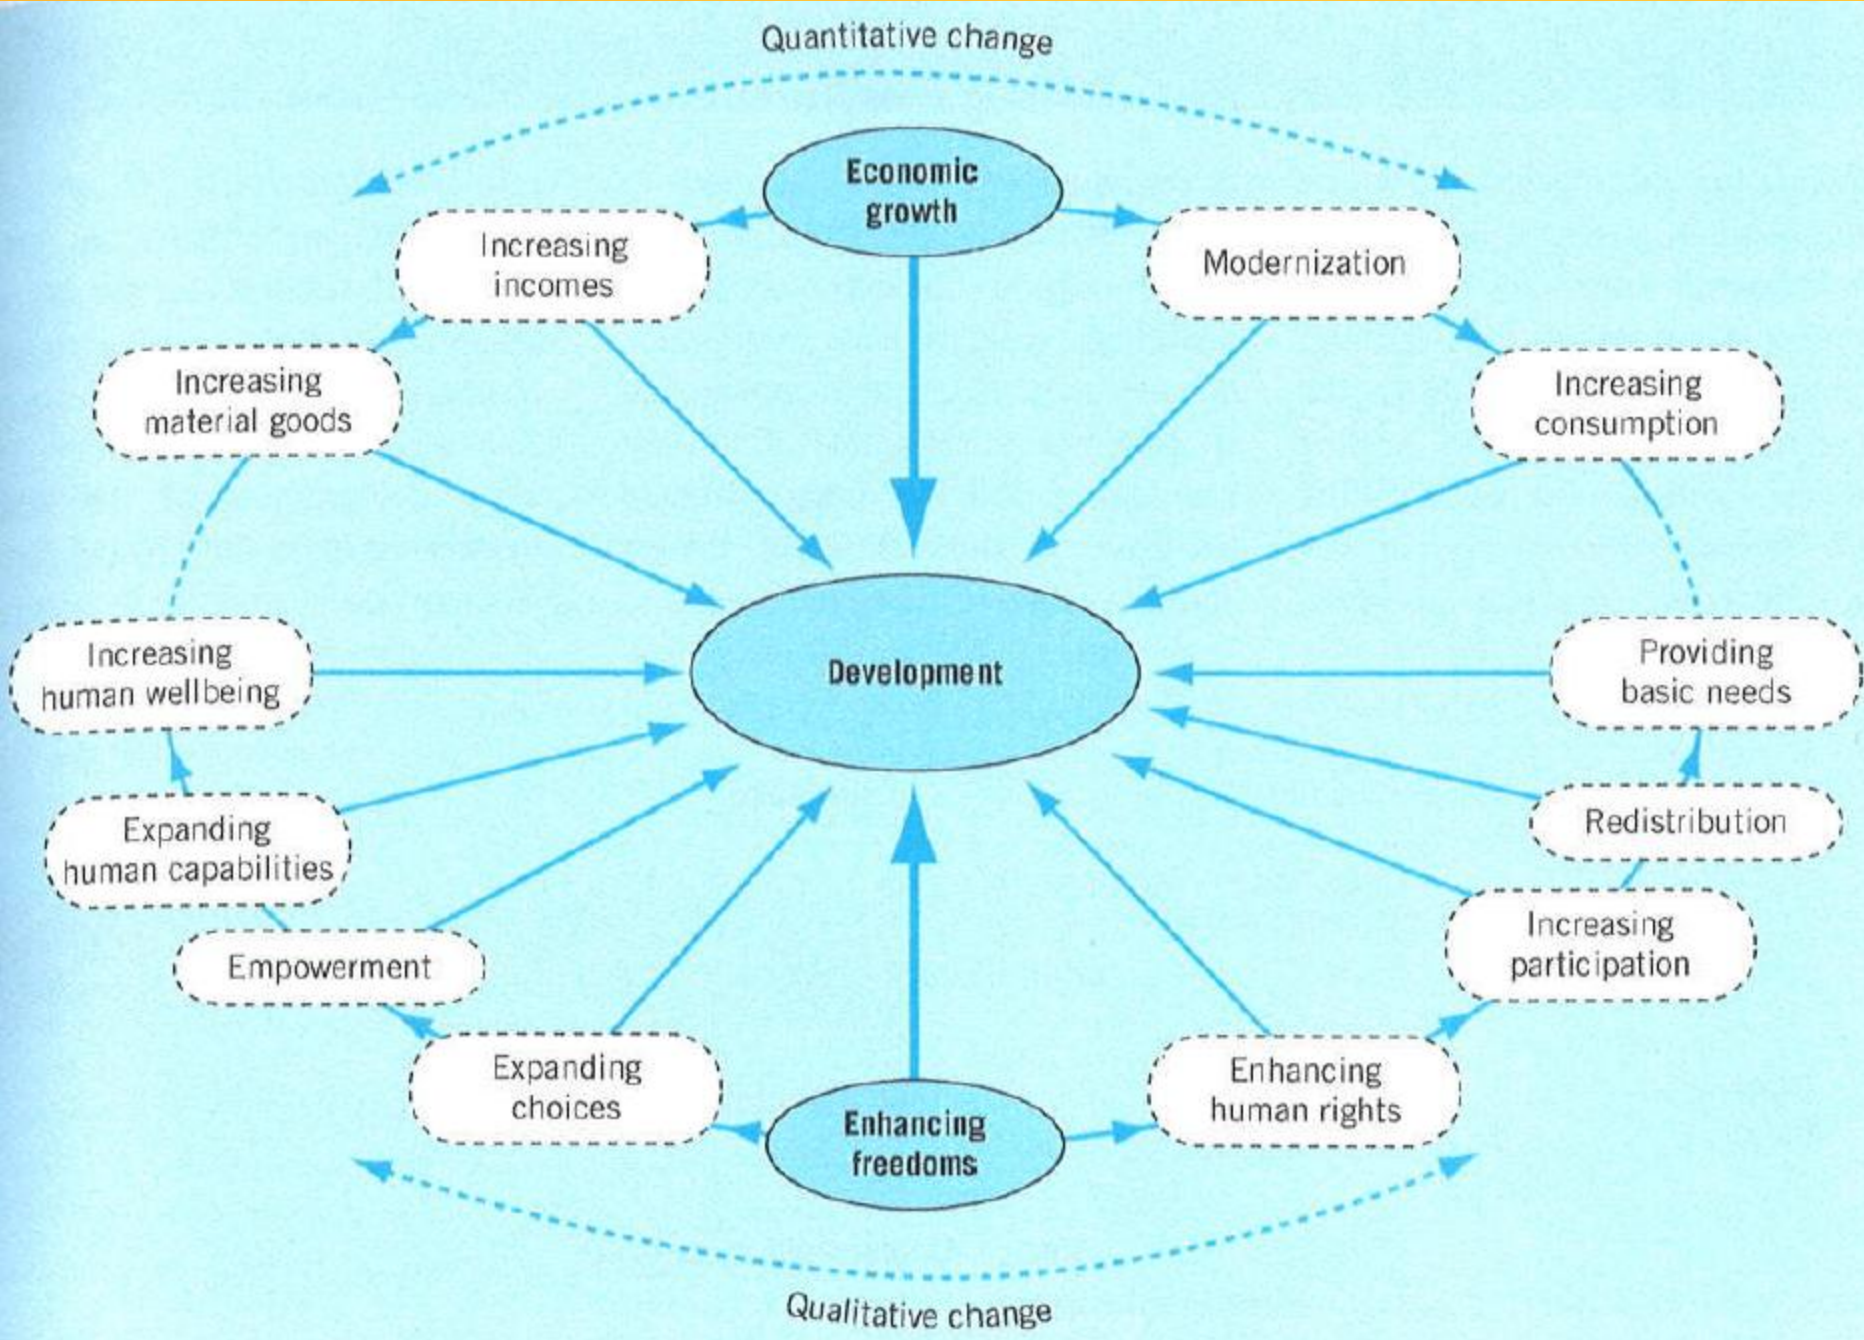 Quantitative change
Economic
growth
Increasing
incomes
Modernization
Increasing
material goods
Increasing
consumption
Increasing
human wellbeing
Development
Providing
basic needs
Expanding
human capabilities
Redistribution
Empowerment
Increasing
participation
Expanding
choices
Enhancing
freedoms
Enhancing
human rights
Qualitative change